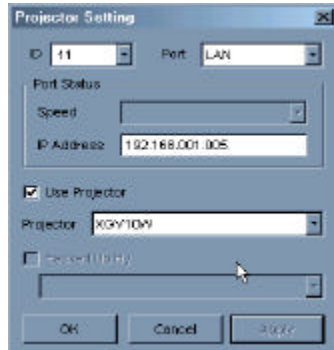 Projector Setting
ID 11 Port LAN
Port Status
Speed
IP Address 192.168.001.005
Use Projector
Projector XGV10W
OK Cancel Apply